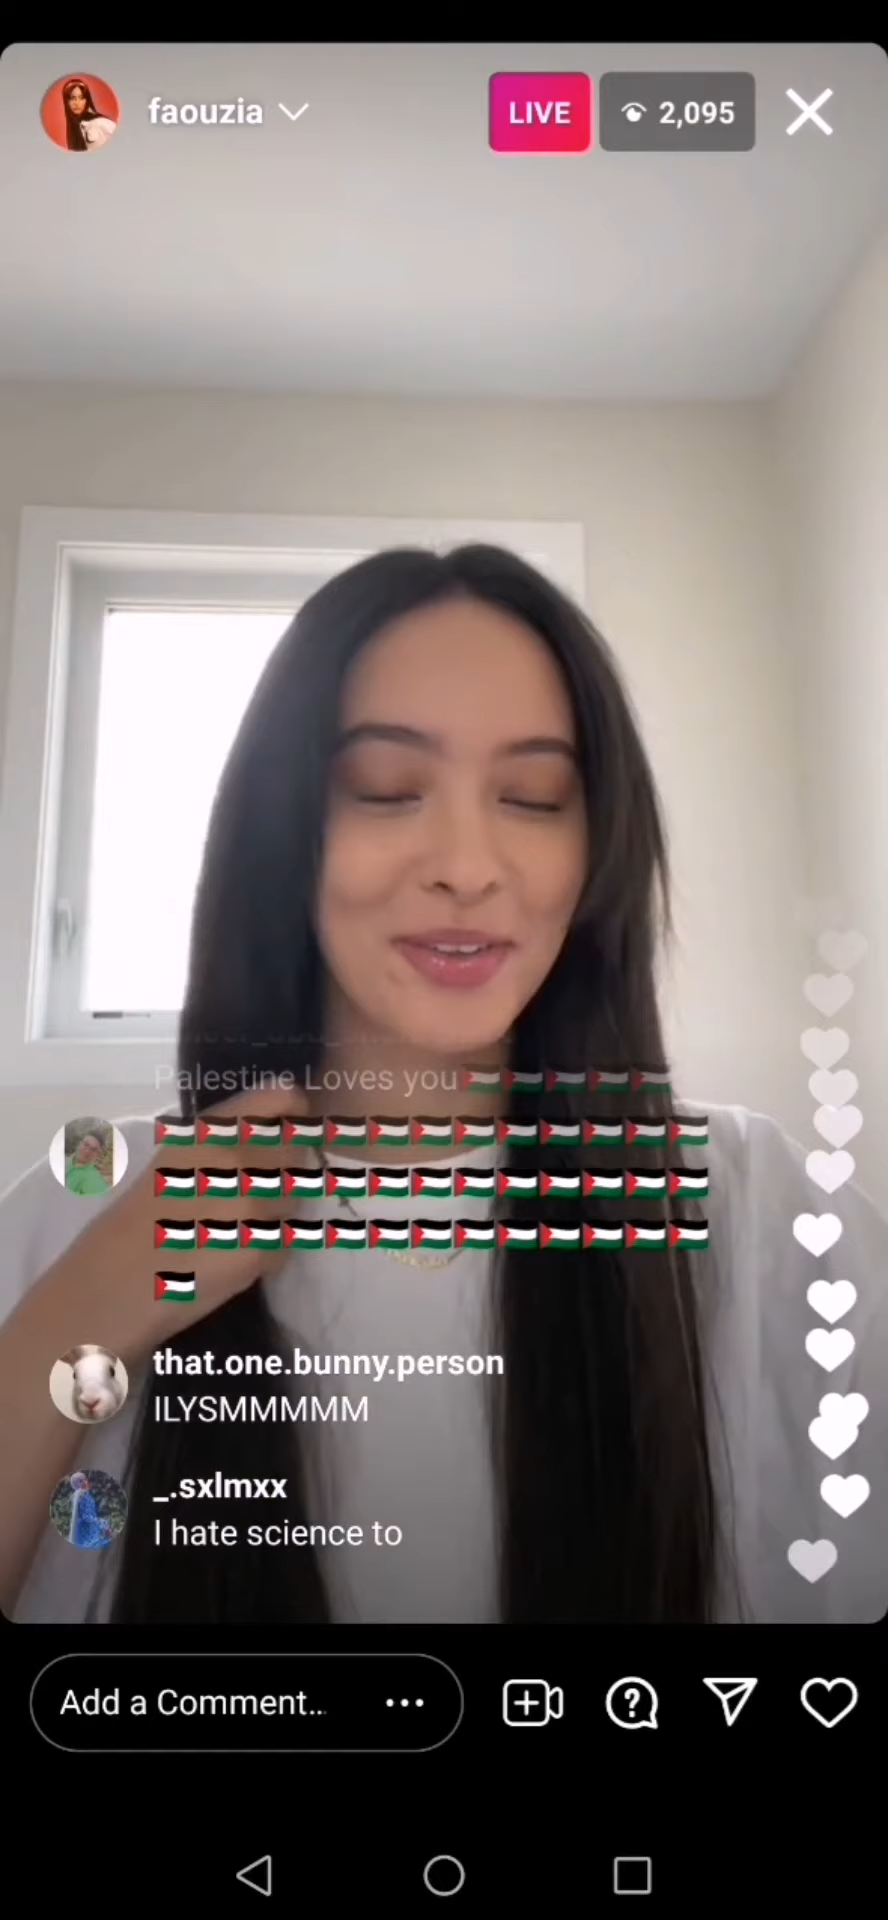 faouzia
LIVE
2,095
Palestine Loves you🇵🇸🇵🇸🇵🇸🇵🇸🇵🇸
🇵🇸🇵🇸🇵🇸🇵🇸🇵🇸🇵🇸🇵🇸🇵🇸🇵🇸🇵🇸🇵🇸🇵🇸🇵🇸
🇵🇸🇵🇸🇵🇸🇵🇸🇵🇸🇵🇸🇵🇸🇵🇸🇵🇸🇵🇸🇵🇸🇵🇸🇵🇸
🇵🇸🇵🇸🇵🇸🇵🇸🇵🇸🇵🇸🇵🇸🇵🇸🇵🇸🇵🇸🇵🇸🇵🇸🇵🇸
🇵🇸
that.one.bunny.person
ILYSMMMMM
_.sxlmxx
I hate science to
Add a Comment...